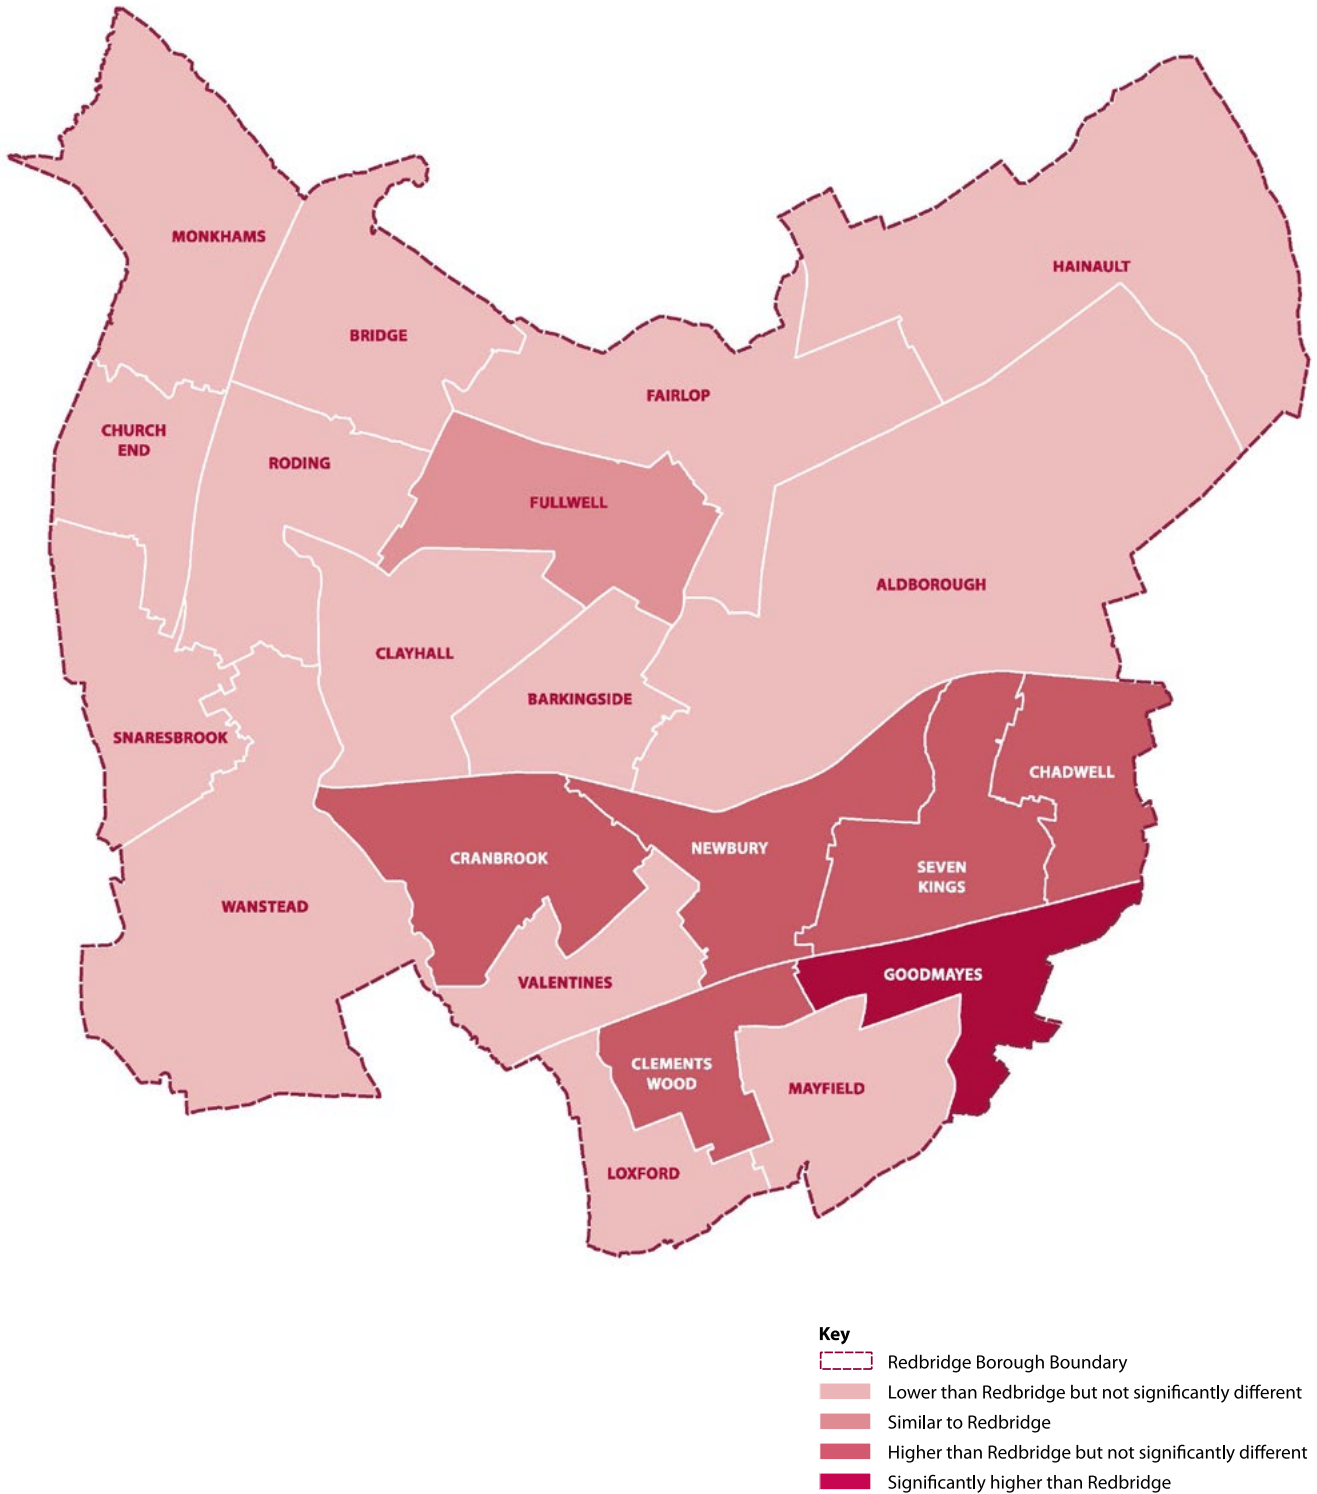 MONKHAMS
HAINAULT
BRIDGE
FAIRLOP
CHURCH
END
RODING
FULLWELL
ALDBOROUGH
CLAYHALL
BARKINGSIDE
SNARESBROOK
CHADWELL
NEWBURY
CRANBROOK
SEVEN
KINGS
WANSTEAD
GOODMAYES
VALENTINES
CLEMENTS
WOOD
MAYFIELD
LOXFORD
Key
Redbridge Borough Boundary
Lower than Redbridge but not significantly different
Similar to Redbridge
Higher than Redbridge but not significantly different
Significantly higher than Redbridge